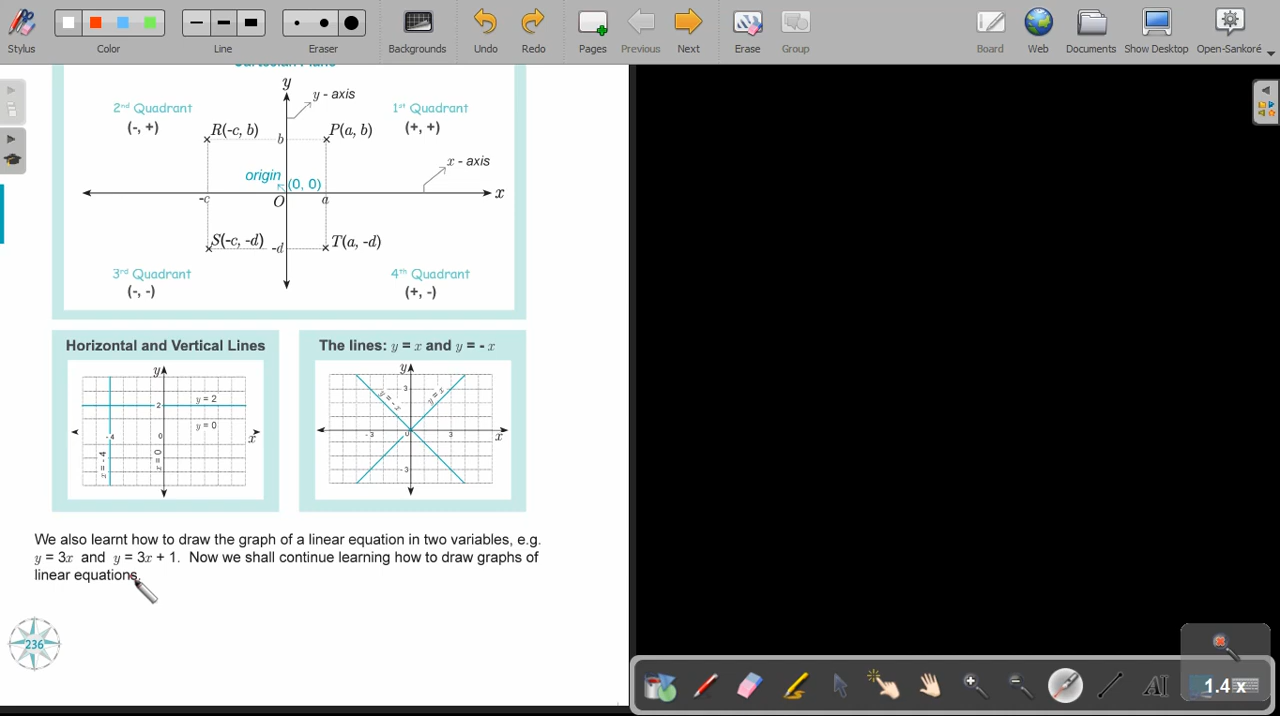 Stylus
Color
Line
Eraser
Backgrounds
Undo
Redo
Pages
Previous
Next
Erase
Group
Board
Web
Documents
Show Desktop
Open-Sankoré
Cartesian Plane
y
y - axis
2nd Quadrant
(-, +)
1st Quadrant
(+, +)
R(-c, b)
b
P(a, b)
x - axis
origin
(0, 0)
-c
O
a
x
S(-c, -d)
-d
T(a, -d)
3rd Quadrant
(-, -)
4th Quadrant
(+, -)
Horizontal and Vertical Lines
y
y = 2
2
y = 0
-4
0
x
x = -4
x = 0
The lines: y = x and y = - x
y
3
y = -x
y = x
-3
0
3
x
-3
We also learnt how to draw the graph of a linear equation in two variables, e.g.
y = 3x and y = 3x + 1. Now we shall continue learning how to draw graphs of
linear equations.
236
1.4 x
AI